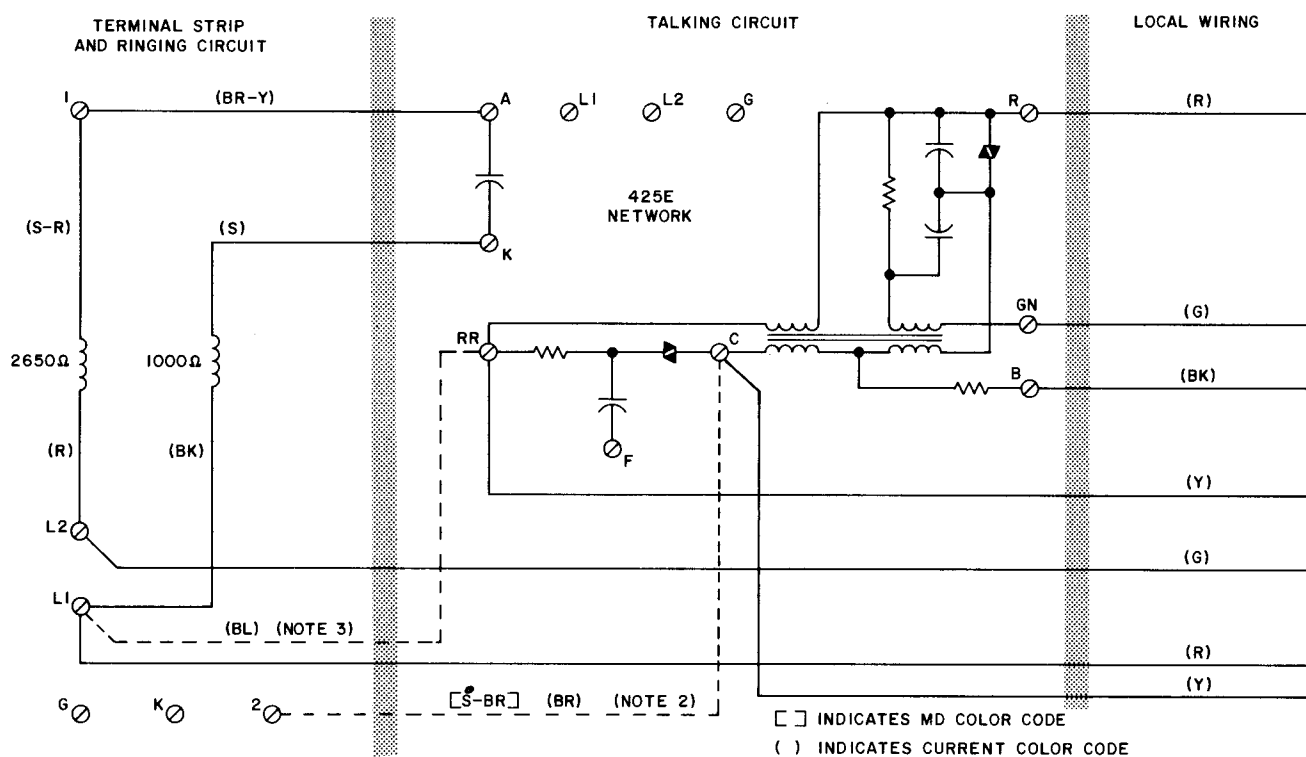 TERMINAL STRIP
AND RINGING CIRCUIT
TALKING CIRCUIT
LOCAL WIRING
I
(BR-Y)
A
L1
L2
G
R
(R)
425E
NETWORK
(S-R)
(S)
K
GN
(G)
RR
C
2650Ω
1000Ω
B
(BK)
(R)
(BK)
F
(Y)
L2
(G)
L1
(BL) (NOTE 3)
(R)
(Y)
G
K
2
[S-BR] (BR) (NOTE 2)
[ ] INDICATES MD COLOR CODE
( ) INDICATES CURRENT COLOR CODE